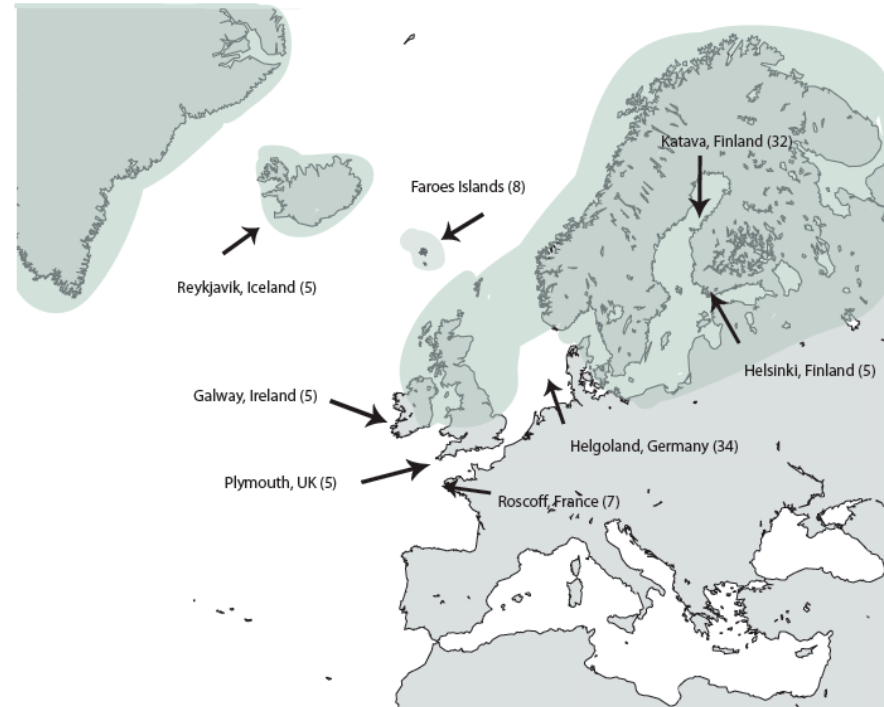 Katava, Finland (32)
Faroes Islands (8)
Reykjavik, Iceland (5)
Helsinki, Finland (5)
Galway, Ireland (5)
Helgoland, Germany (34)
Plymouth, UK (5)
Roscoff, France (7)